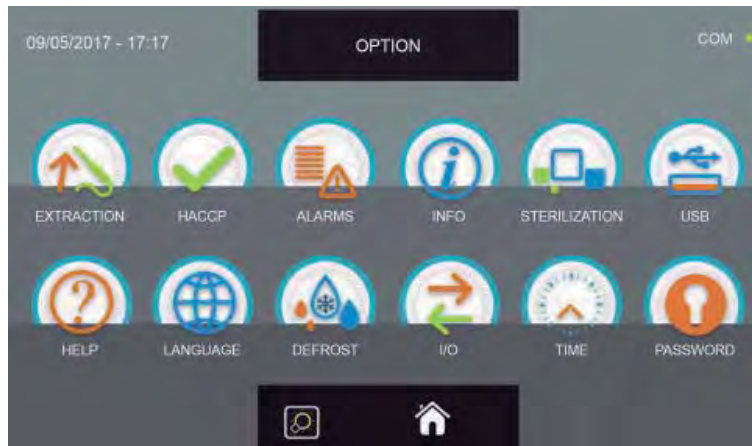 09/05/2017 - 17:17 OPTION COM
EXTRACTION HACCP ALARMS INFO STERILIZATION USB
HELP LANGUAGE DEFROST I/O TIME PASSWORD